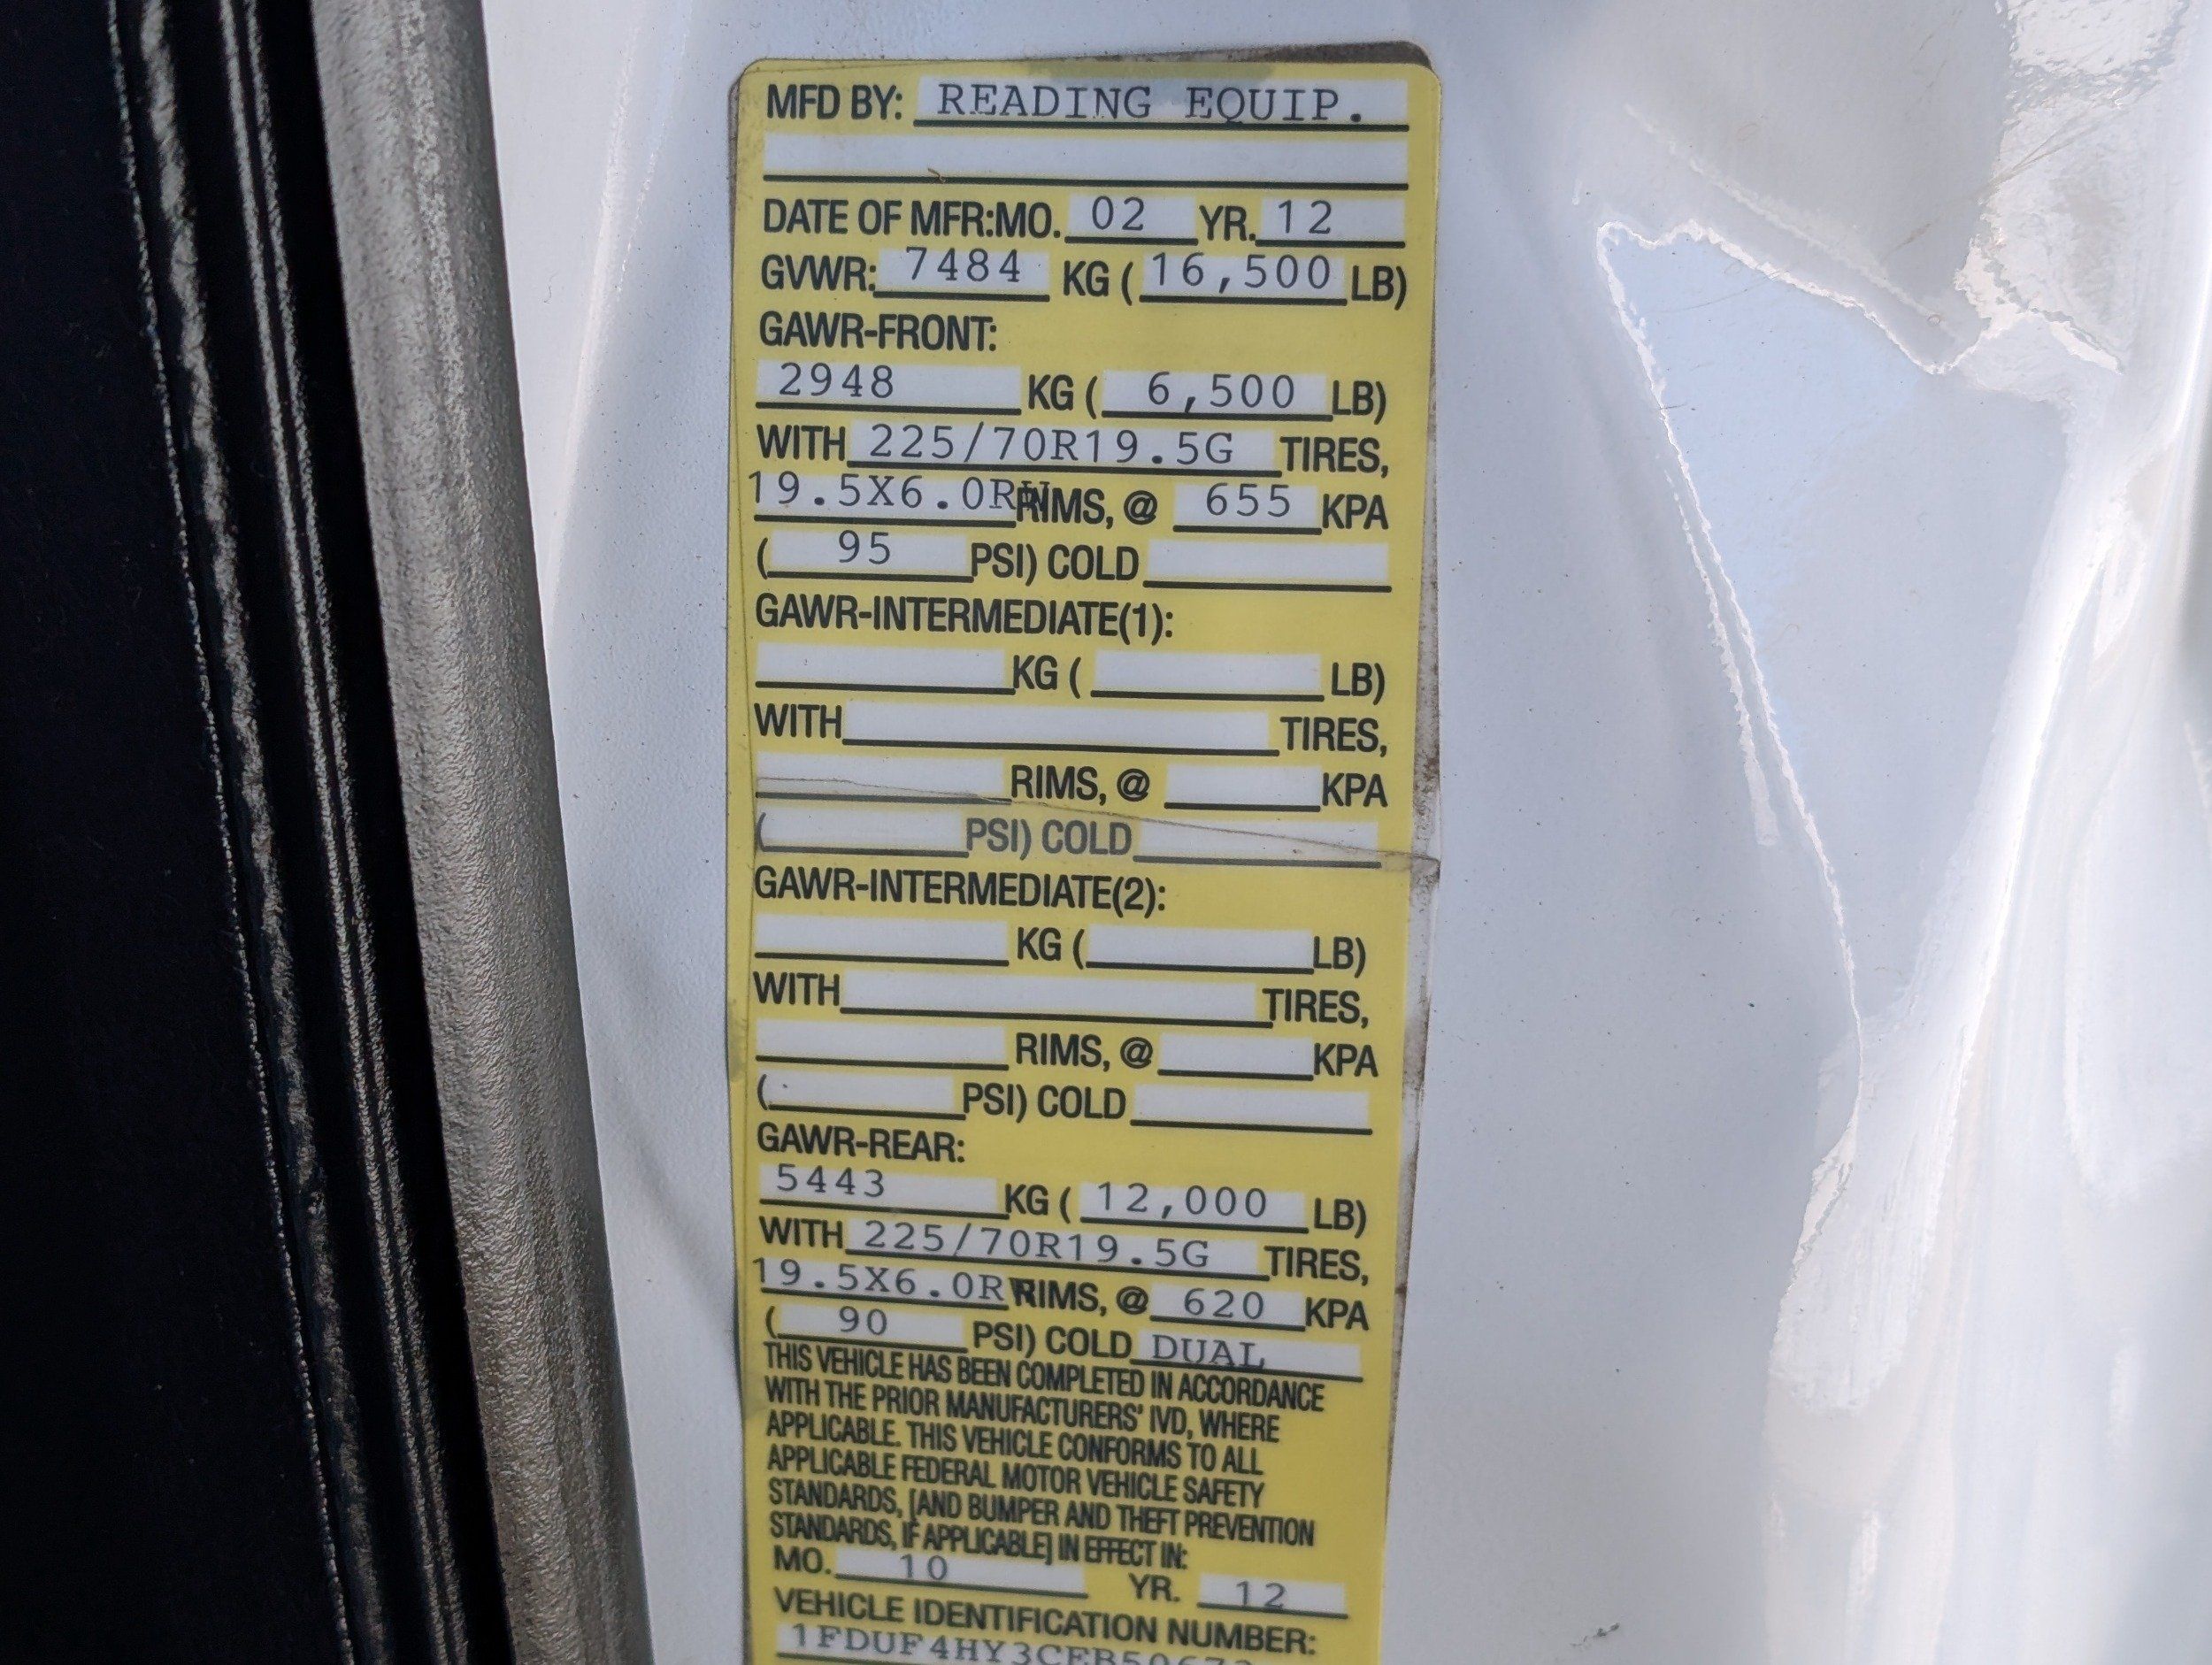 MFD BY: READING EQUIP.
DATE OF MFR:MO. 02 YR. 12
GVWR: 7484 KG ( 16,500 LB)
GAWR-FRONT:
2948 KG ( 6,500 LB)
WITH 225/70R19.5G TIRES,
19.5X6.0RW RIMS, @ 655 KPA
( 95 PSI) COLD
GAWR-INTERMEDIATE(1):
KG ( LB)
WITH TIRES,
RIMS, @ KPA
( PSI) COLD
GAWR-INTERMEDIATE(2):
KG ( LB)
WITH TIRES,
RIMS, @ KPA
( PSI) COLD
GAWR-REAR:
5443 KG ( 12,000 LB)
WITH 225/70R19.5G TIRES,
19.5X6.0RW RIMS, @ 620 KPA
( 90 PSI) COLD DUAL
THIS VEHICLE HAS BEEN COMPLETED IN ACCORDANCE
WITH THE PRIOR MANUFACTURERS' IVD, WHERE
APPLICABLE. THIS VEHICLE CONFORMS TO ALL
APPLICABLE FEDERAL MOTOR VEHICLE SAFETY
STANDARDS, [AND BUMPER AND THEFT PREVENTION
STANDARDS, IF APPLICABLE] IN EFFECT IN:
MO. 10 YR. 12
VEHICLE IDENTIFICATION NUMBER: